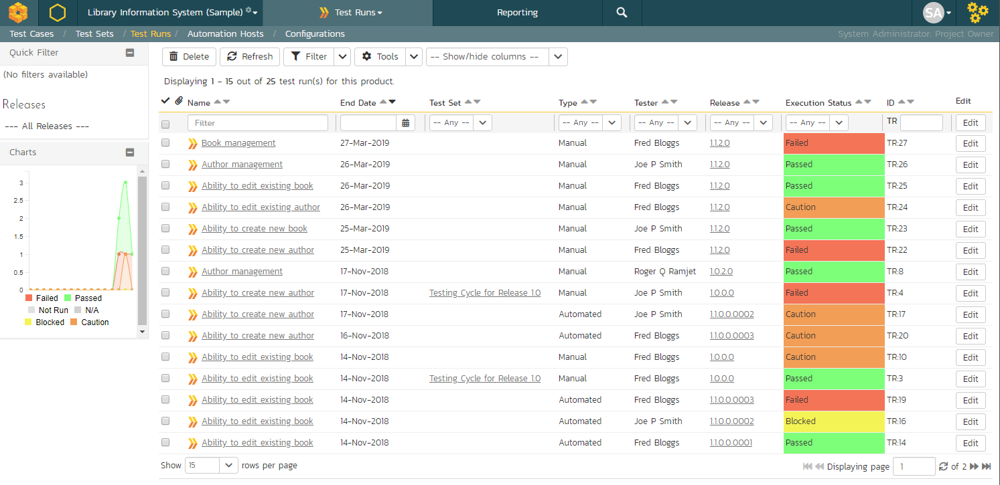 Library Information System (Sample) Test Runs Reporting SA
Test Cases / Test Sets / Test Runs / Automation Hosts / Configurations System Administrator: Project Owner
Quick Filter
(No filters available)
Releases
--- All Releases ---
Charts
3
2.5
2
1.5
1
0.5
0
Failed Passed
Not Run N/A
Blocked Caution
Delete Refresh Filter Tools -- Show/hide columns --
Displaying 1 - 15 out of 25 test run(s) for this product.
Name End Date Test Set Type Tester Release Execution Status ID Edit
Filter -- Any -- -- Any -- -- Any -- -- Any -- -- Any -- TR Edit
Book management 27-Mar-2019 Manual Fred Bloggs 1.1.2.0 Failed TR:27 Edit
Author management 26-Mar-2019 Manual Joe P Smith 1.1.2.0 Passed TR:26 Edit
Ability to edit existing book 26-Mar-2019 Manual Fred Bloggs 1.1.2.0 Passed TR:25 Edit
Ability to edit existing author 26-Mar-2019 Manual Fred Bloggs 1.1.2.0 Caution TR:24 Edit
Ability to create new book 25-Mar-2019 Manual Joe P Smith 1.1.2.0 Passed TR:23 Edit
Ability to create new author 25-Mar-2019 Manual Fred Bloggs 1.1.2.0 Failed TR:22 Edit
Author management 17-Nov-2018 Manual Roger Q Ramjet 1.0.2.0 Passed TR:8 Edit
Ability to create new author 17-Nov-2018 Testing Cycle for Release 1.0 Manual Joe P Smith 1.0.0.0 Failed TR:4 Edit
Ability to create new author 17-Nov-2018 Automated Joe P Smith 1.1.0.0.0002 Caution TR:17 Edit
Ability to create new author 16-Nov-2018 Automated Fred Bloggs 1.1.0.0.0003 Caution TR:20 Edit
Ability to edit existing book 14-Nov-2018 Manual Fred Bloggs 1.0.0.0 Caution TR:10 Edit
Ability to edit existing book 14-Nov-2018 Testing Cycle for Release 1.0 Manual Fred Bloggs 1.0.0.0 Passed TR:3 Edit
Ability to edit existing book 14-Nov-2018 Automated Fred Bloggs 1.1.0.0.0003 Failed TR:19 Edit
Ability to edit existing book 14-Nov-2018 Automated Joe P Smith 1.1.0.0.0002 Blocked TR:16 Edit
Ability to edit existing book 14-Nov-2018 Automated Fred Bloggs 1.1.0.0.0001 Passed TR:14 Edit
Show 15 rows per page Displaying page 1 of 2